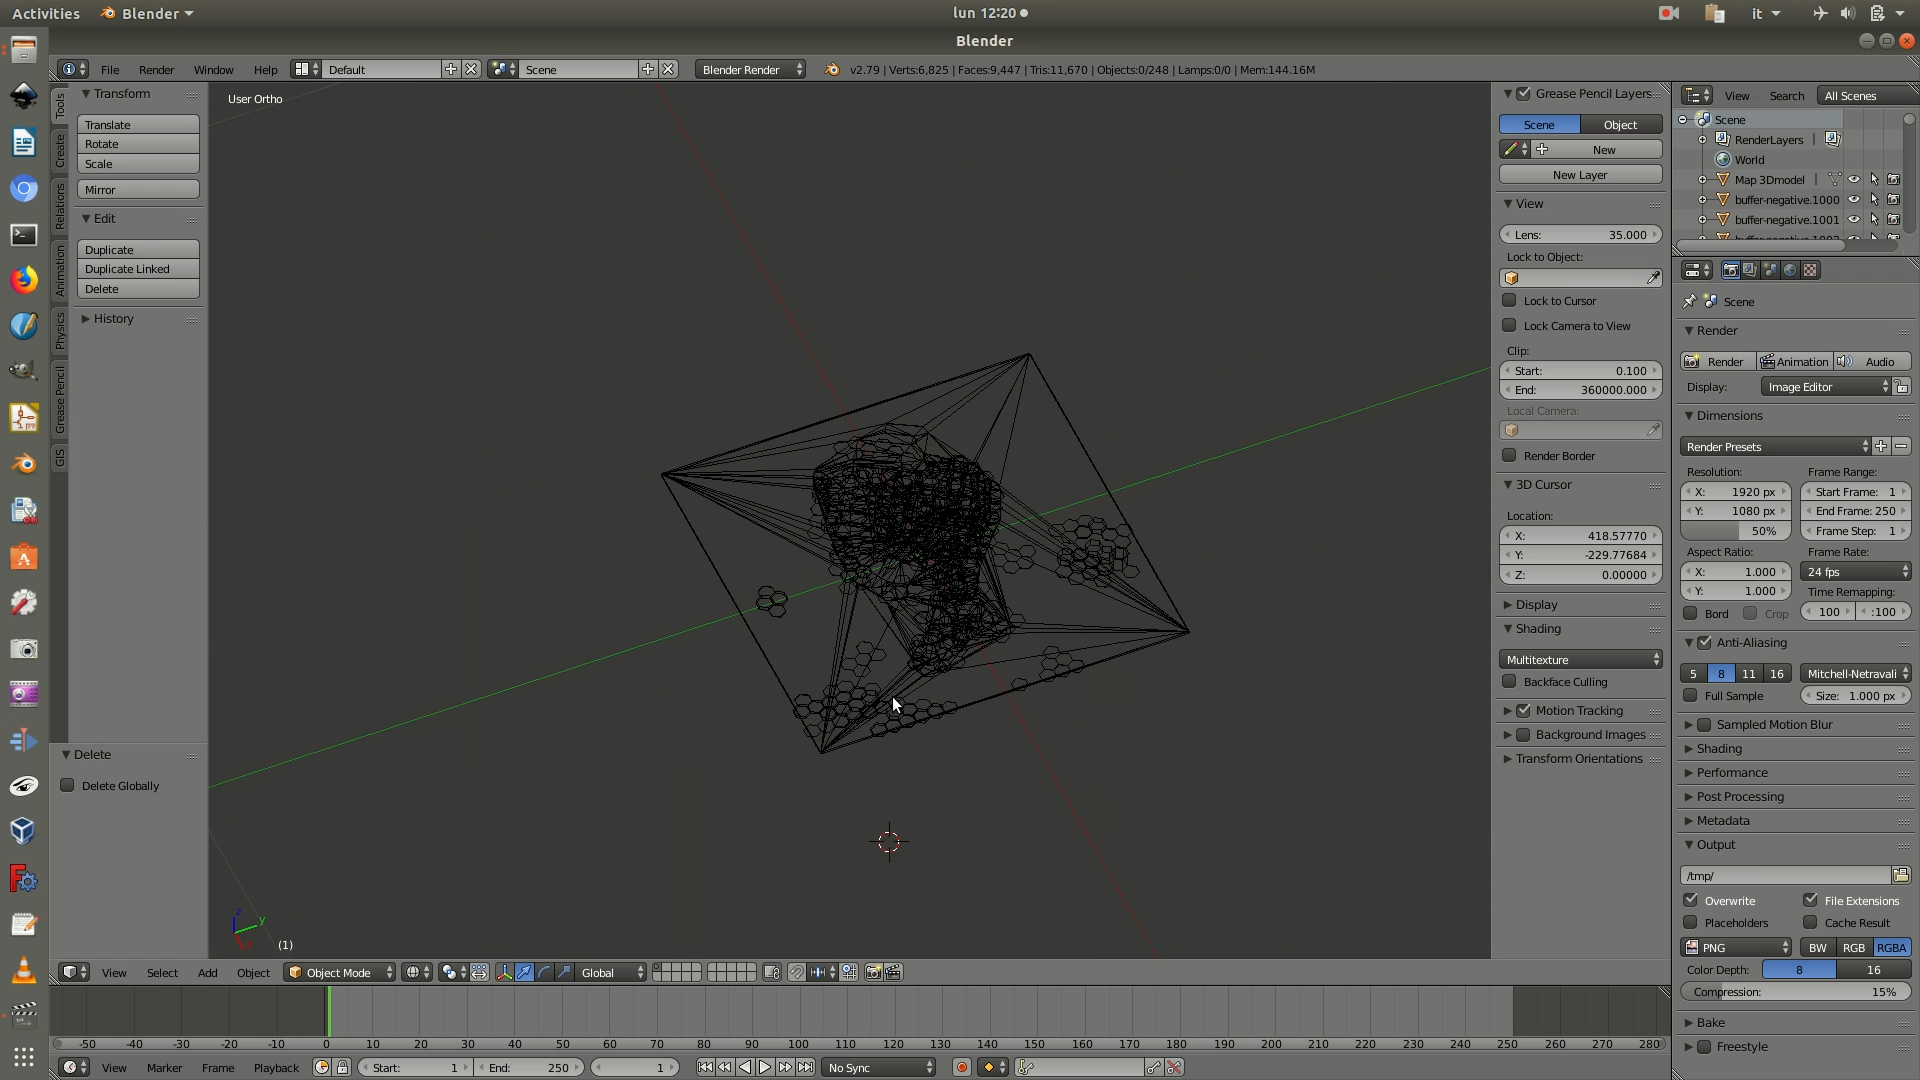 Activities Blender lun 12:20 it
Blender
File Render Window Help Default Scene Blender Render v2.79 | Verts:6,825 | Faces:9,447 | Tris:11,670 | Objects:0/248 | Lamps:0/0 | Mem:144.16M
Tools
Create
Relations
Animation
Physics
Grease Pencil
GIS
Transform
Translate
Rotate
Scale
Mirror
Edit
Duplicate
Duplicate Linked
Delete
History
Delete
Delete Globally
User Ortho
z
y
x
(1)
Grease Pencil Layers
Scene Object
New
New Layer
View
Lens: 35.000
Lock to Object:
Lock to Cursor
Lock Camera to View
Clip:
Start: 0.100
End: 360000.000
Local Camera:
Render Border
3D Cursor
Location:
X: 418.57770
Y: -229.77684
Z: 0.00000
Display
Shading
Multitexture
Backface Culling
Motion Tracking
Background Images
Transform Orientations
View Search All Scenes
Scene
RenderLayers |
World
Map 3Dmodel |
buffer-negative.1000
buffer-negative.1001
Scene
Render
Render Animation Audio
Display: Image Editor
Dimensions
Render Presets
Resolution: Frame Range:
X: 1920 px Start Frame: 1
Y: 1080 px End Frame: 250
50% Frame Step: 1
Aspect Ratio: Frame Rate:
X: 1.000 24 fps
Y: 1.000 Time Remapping:
Bord Crop 100 :100
Anti-Aliasing
5 8 11 16 Mitchell-Netravali
Full Sample Size: 1.000 px
Sampled Motion Blur
Shading
Performance
Post Processing
Metadata
Output
/tmp/
Overwrite File Extensions
Placeholders Cache Result
PNG BW RGB RGBA
Color Depth: 8 16
Compression: 15%
Bake
Freestyle
View Select Add Object Object Mode Global
-50 -40 -30 -20 -10 0 10 20 30 40 50 60 70 80 90 100 110 120 130 140 150 160 170 180 190 200 210 220 230 240 250 260 270 280
View Marker Frame Playback Start: 1 End: 250 1 No Sync